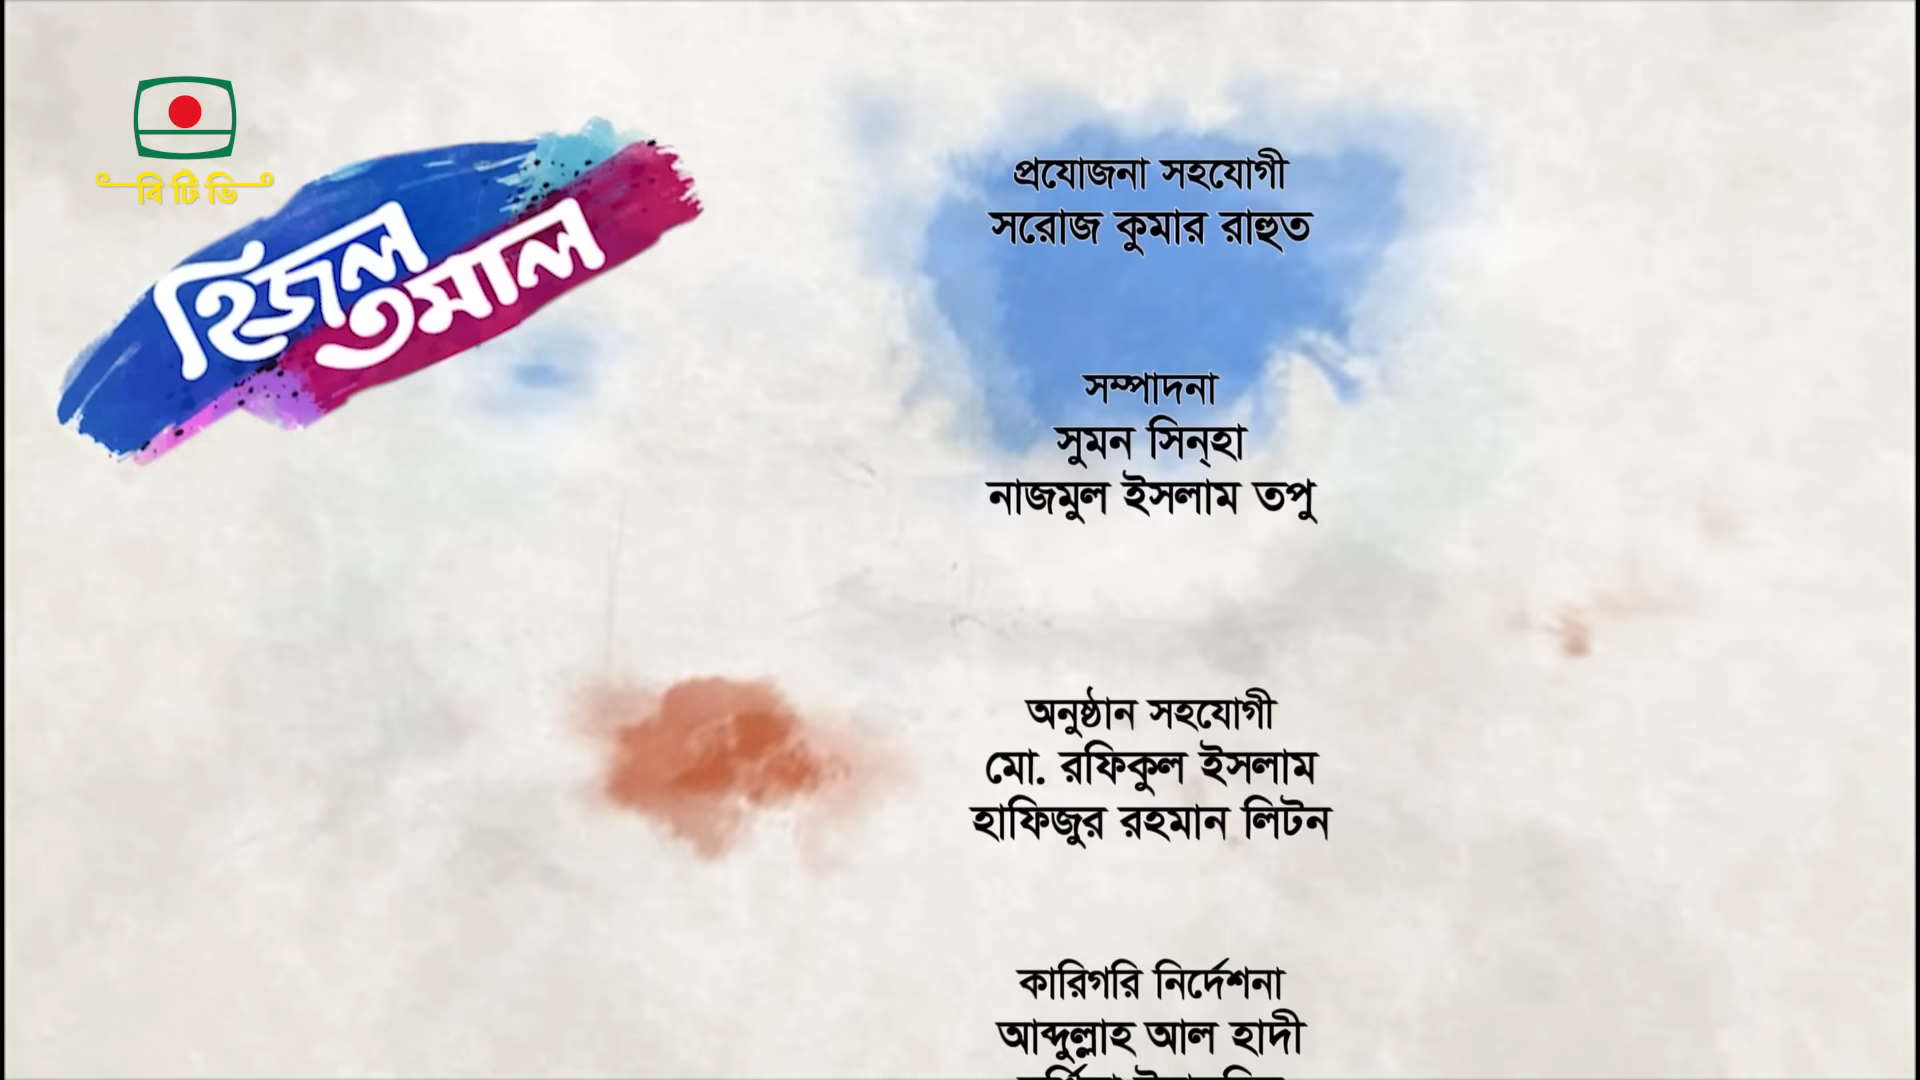 বি টি ভি
হিজল
তমাল
প্রযোজনা সহযোগী
সরোজ কুমার রাহুত
সম্পাদনা
সুমন সিন্‌হা
নাজমুল ইসলাম তপু
অনুষ্ঠান সহযোগী
মো. রফিকুল ইসলাম
হাফিজুর রহমান লিটন
কারিগরি নির্দেশনা
আব্দুল্লাহ আল হাদী